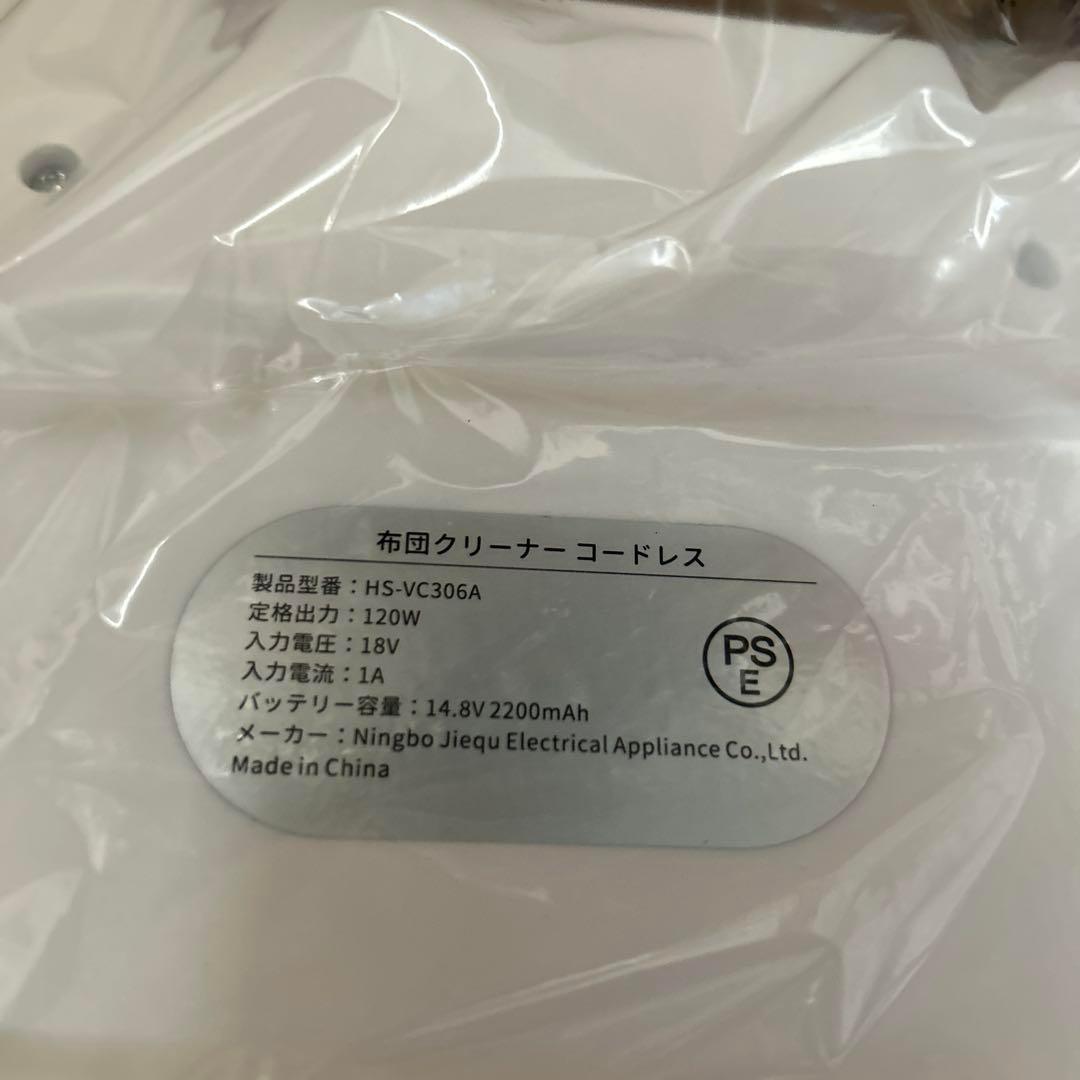 布団クリーナー コードレス
製品型番：HS-VC306A
定格出力：120W
入力電圧：18V
入力電流：1A
バッテリー容量：14.8V 2200mAh
メーカー：Ningbo Jiequ Electrical Appliance Co.,Ltd.
Made in China
PS
E